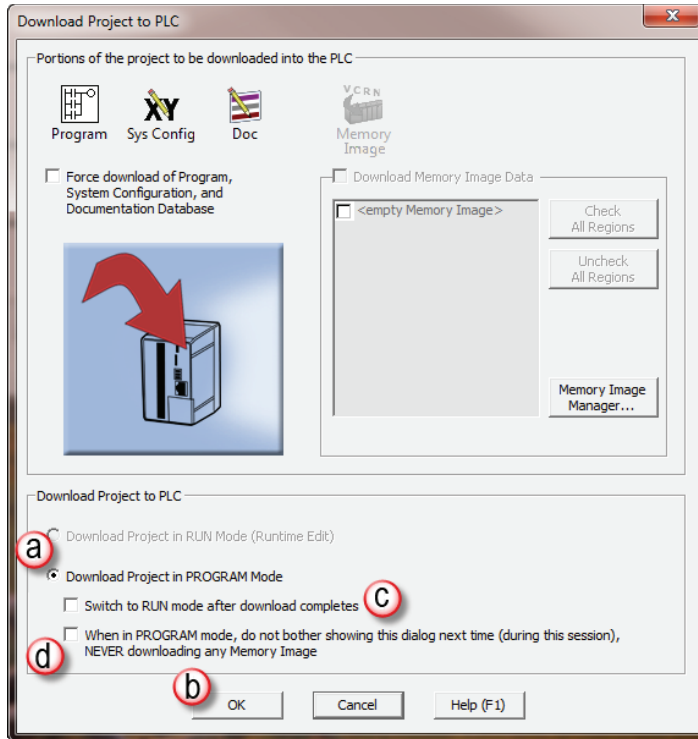 Download Project to PLC
Portions of the project to be downloaded into the PLC
VCRN
Program
Sys Config
Doc
Memory
Image
Force download of Program,
System Configuration, and
Documentation Database
Download Memory Image Data
<empty Memory Image>
Check
All Regions
Uncheck
All Regions
Memory Image
Manager...
Download Project to PLC
a
Download Project in RUN Mode (Runtime Edit)
Download Project in PROGRAM Mode
Switch to RUN mode after download completes
c
When in PROGRAM mode, do not bother showing this dialog next time (during this session),
NEVER downloading any Memory Image
d
b
OK
Cancel
Help (F1)